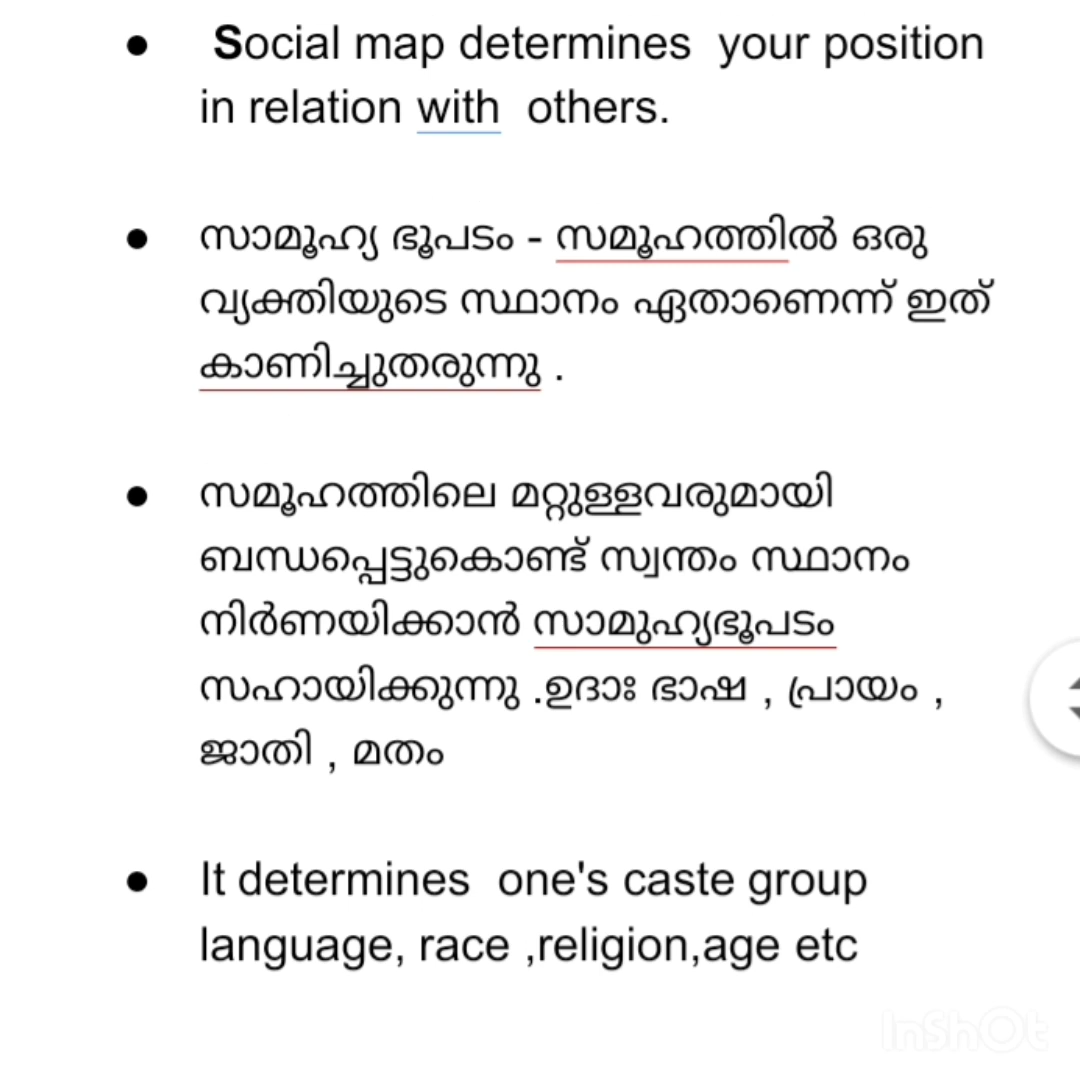 ● Social map determines your position
in relation with others.
● സാമൂഹ്യ ഭൂപടം - സമൂഹത്തിൽ ഒരു
വ്യക്തിയുടെ സ്ഥാനം ഏതാണെന്ന് ഇത്
കാണിച്ചുതരുന്നു .
● സമൂഹത്തിലെ മറ്റുള്ളവരുമായി
ബന്ധപ്പെട്ടുകൊണ്ട് സ്വന്തം സ്ഥാനം
നിർണയിക്കാൻ സാമുഹ്യഭൂപടം
സഹായിക്കുന്നു .ഉദാഃ ഭാഷ , പ്രായം ,
ജാതി , മതം
● It determines one's caste group
language, race ,religion,age etc
InShOt